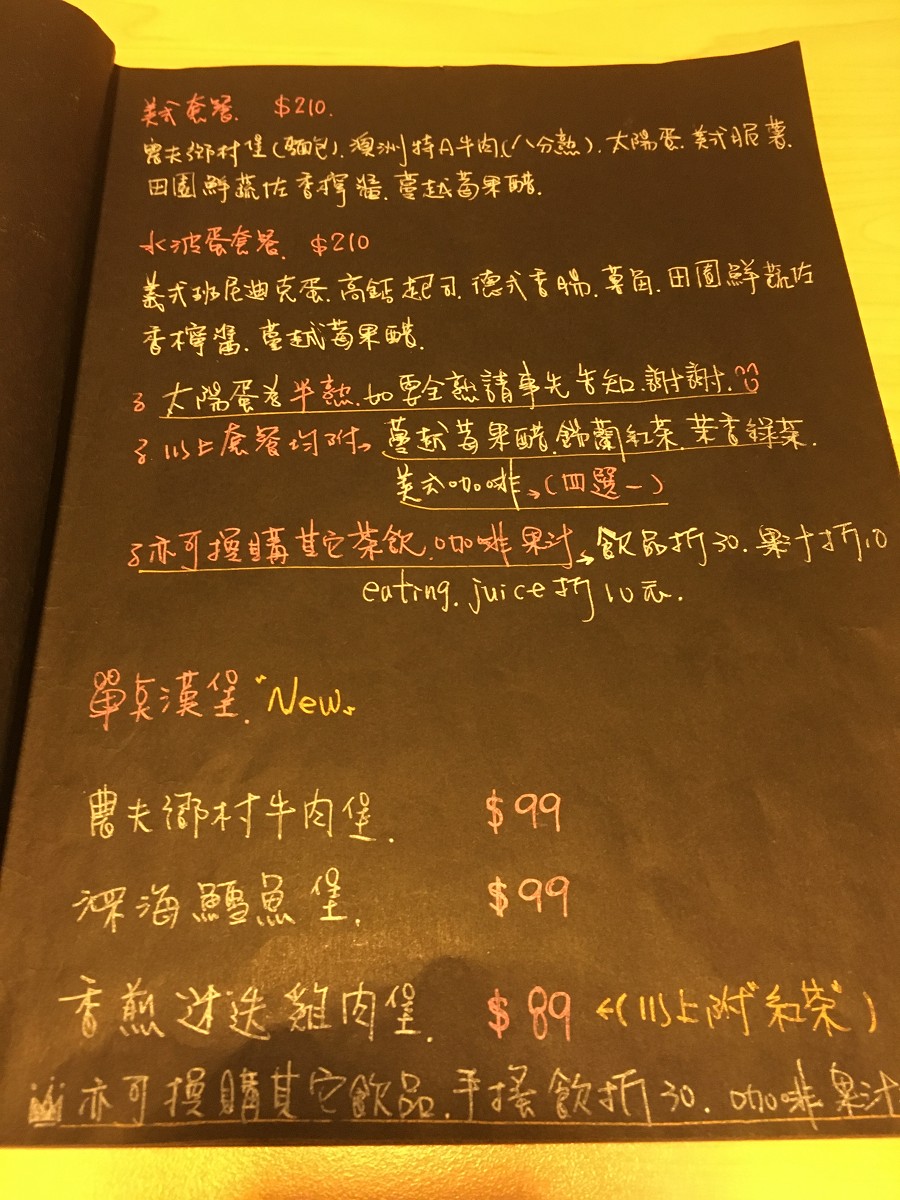 美式套餐. $210.
農夫鄉村堡(麵包). 澳洲特A牛肉.(八分熟). 太陽蛋. 美式脆薯.
田園鮮蔬佐香檸醬. 蔓越莓果醋.
水波蛋套餐. $210
義式班尼迪克蛋. 高鈣起司. 德式香腸. 薯角. 田園鮮蔬佐
香檸醬. 蔓越莓果醋.
太陽蛋為半熟. 如要全熟請事先告知. 謝謝.
以上套餐均附. 蔓越莓果醋. 錫蘭紅茶. 茉香綠茶.
美式咖啡.(四選一)
亦可換購其它茶飲. 咖啡果汁. 飲品折30. 果汁折10
eating. juice折10元.
單點漢堡. "New"
農夫鄉村牛肉堡. $99
深海鱈魚堡. $99
香煎迷迭雞肉堡. $89 ←(以上附"紅茶")
亦可換購其它飲品. 手搖飲折30. 咖啡果汁